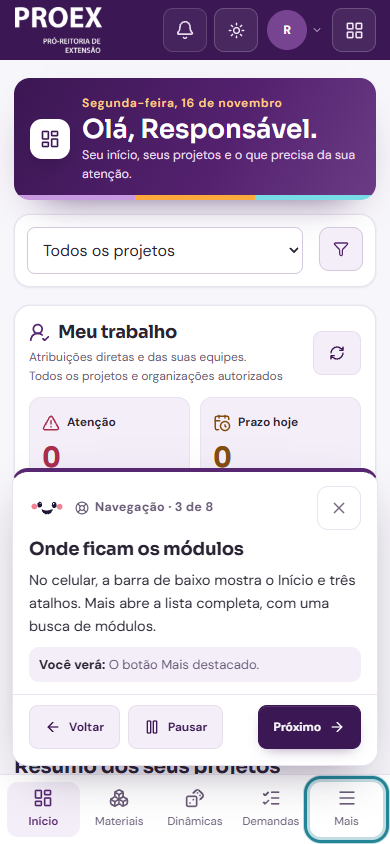 PROEX
PRÓ-REITORIA DE
EXTENSÃO
R
Segunda-feira, 16 de novembro
Olá, Responsável.
Seu início, seus projetos e o que precisa da sua
atenção.
Todos os projetos
Meu trabalho
Atribuições diretas e das suas equipes.
Todos os projetos e organizações autorizados
Atenção
0
Prazo hoje
0
Navegação · 3 de 8
Onde ficam os módulos
No celular, a barra de baixo mostra o Início e três
atalhos. Mais abre a lista completa, com uma
busca de módulos.
Você verá: O botão Mais destacado.
Voltar
Pausar
Próximo
Resumo dos seus projetos
Início
Materiais
Dinâmicas
Demandas
Mais